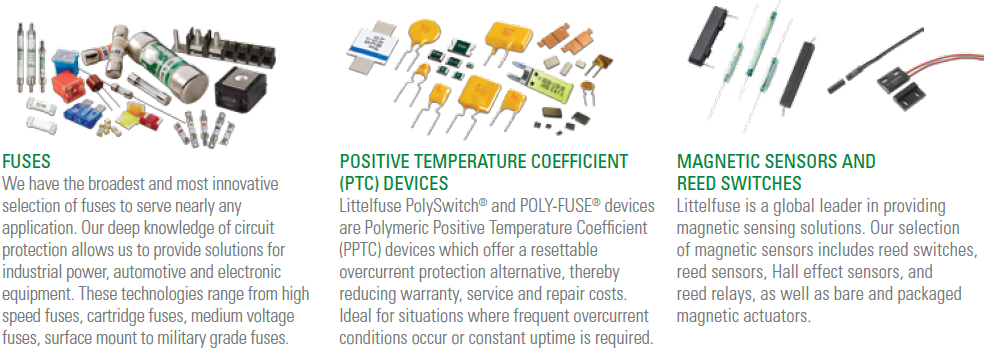 FUSES
We have the broadest and most innovative
selection of fuses to serve nearly any
application. Our deep knowledge of circuit
protection allows us to provide solutions for
industrial power, automotive and electronic
equipment. These technologies range from high
speed fuses, cartridge fuses, medium voltage
fuses, surface mount to military grade fuses.
POSITIVE TEMPERATURE COEFFICIENT
(PTC) DEVICES
Littelfuse PolySwitch® and POLY-FUSE® devices
are Polymeric Positive Temperature Coefficient
(PPTC) devices which offer a resettable
overcurrent protection alternative, thereby
reducing warranty, service and repair costs.
Ideal for situations where frequent overcurrent
conditions occur or constant uptime is required.
MAGNETIC SENSORS AND
REED SWITCHES
Littelfuse is a global leader in providing
magnetic sensing solutions. Our selection
of magnetic sensors includes reed switches,
reed sensors, Hall effect sensors, and
reed relays, as well as bare and packaged
magnetic actuators.